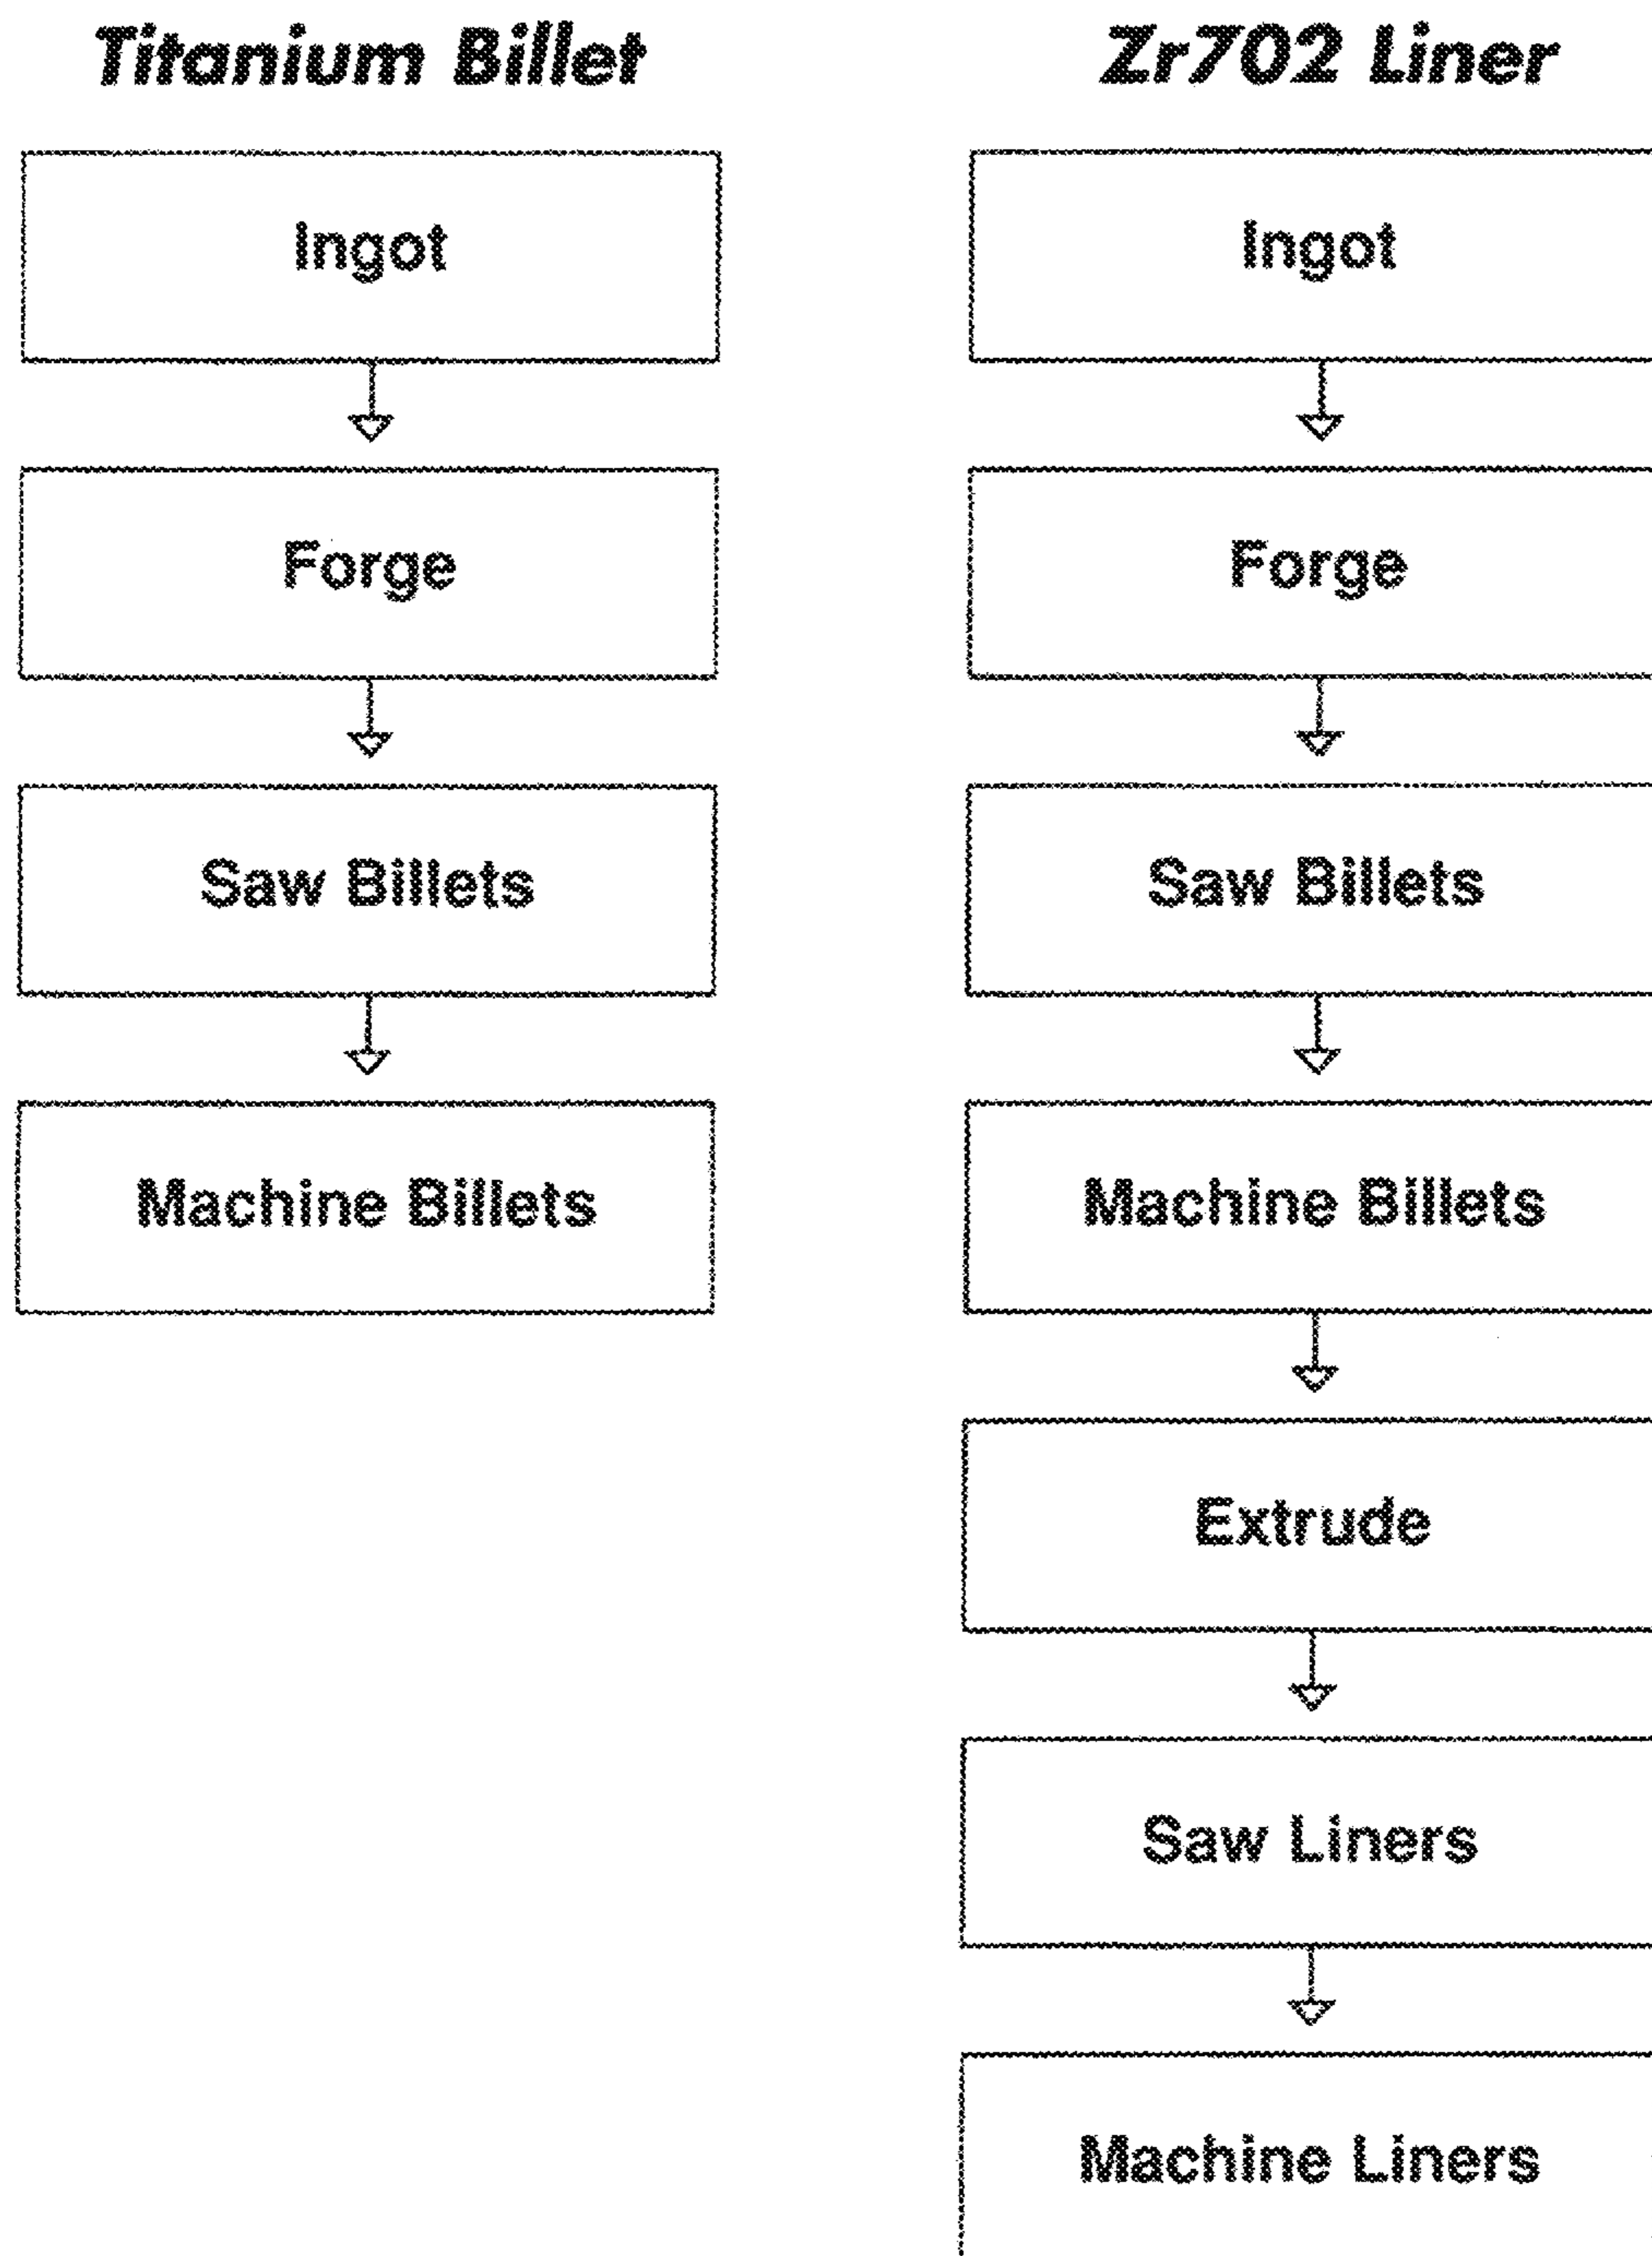 Titanium Billet
Ingot
Forge
Saw Billets
Machine Billets
Zr702 Liner
Ingot
Forge
Saw Billets
Machine Billets
Extrude
Saw Liners
Machine Liners